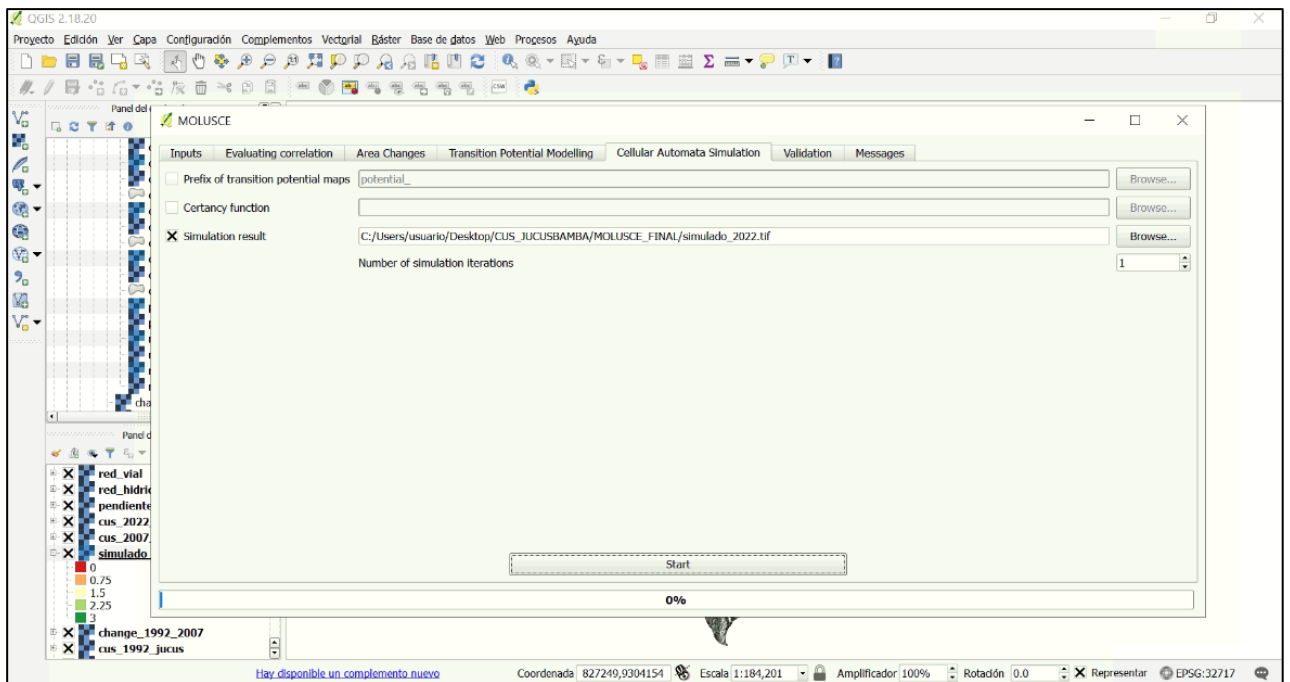 QGIS 2.18.20
Proyecto Edición Ver Capa Configuración Complementos Vectorial Ráster Base de datos Web Procesos Ayuda
CSW
Panel del
MOLUSCE
Inputs Evaluating correlation Area Changes Transition Potential Modelling Cellular Automata Simulation Validation Messages
Prefix of transition potential maps potential_ Browse...
Certancy function Browse...
Simulation result C:/Users/usuario/Desktop/CUS_JUCUSBAMBA/MOLUSCE_FINAL/simulado_2022.tif Browse...
Number of simulation iterations 1
cha
Panel d
red_vial
red_hidri
pendiente
cus_2022
cus_2007
simulado
0
0.75
1.5
2.25
3
change_1992_2007
cus_1992_jucus
Start
0%
Hay disponible un complemento nuevo Coordenada 827249,9304154 Escala 1:184,201 Amplificador 100% Rotación 0.0 Representar EPSG:32717